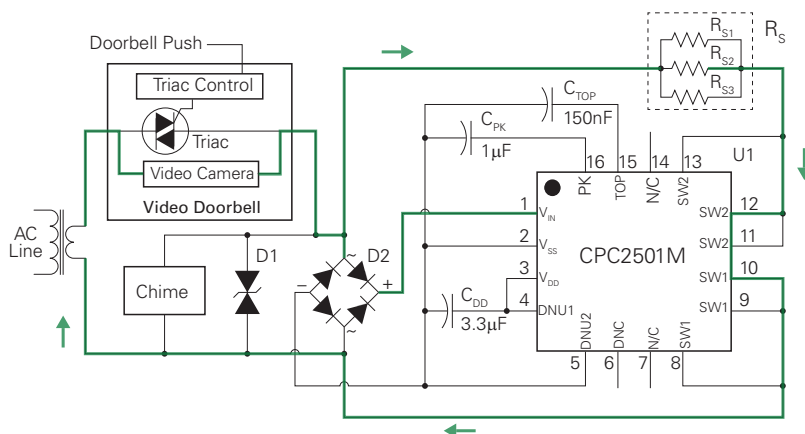 Doorbell Push
Triac Control
Triac
Video Camera
Video Doorbell
AC
Line
Chime
D1
D2
~
− +
~
R_S1
R_S2
R_S3
R_S
C_TOP
150nF
C_PK
1µF
C_DD
3.3µF
U1
CPC2501M
16 15 14 13
PK TOP N/C SW2
1 V_IN
2 V_SS
3 V_DD
4 DNU1
SW2 12
SW2 11
SW1 10
SW1 9
DNU2 DNC N/C SW1
5 6 7 8